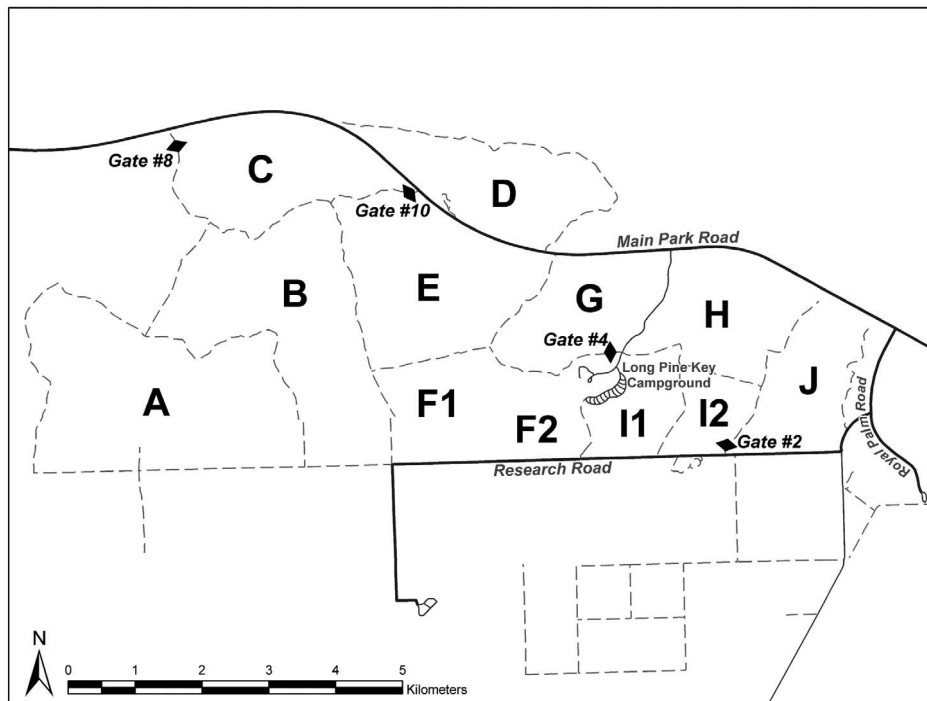 C
Gate #8
D
Gate #10
Main Park Road
B
E
G
H
Gate #4
Long Pine Key
Campground
J
A
F1
F2
I1
I2
Gate #2
Royal Palm Road
Research Road
N
0 1 2 3 4 5
Kilometers